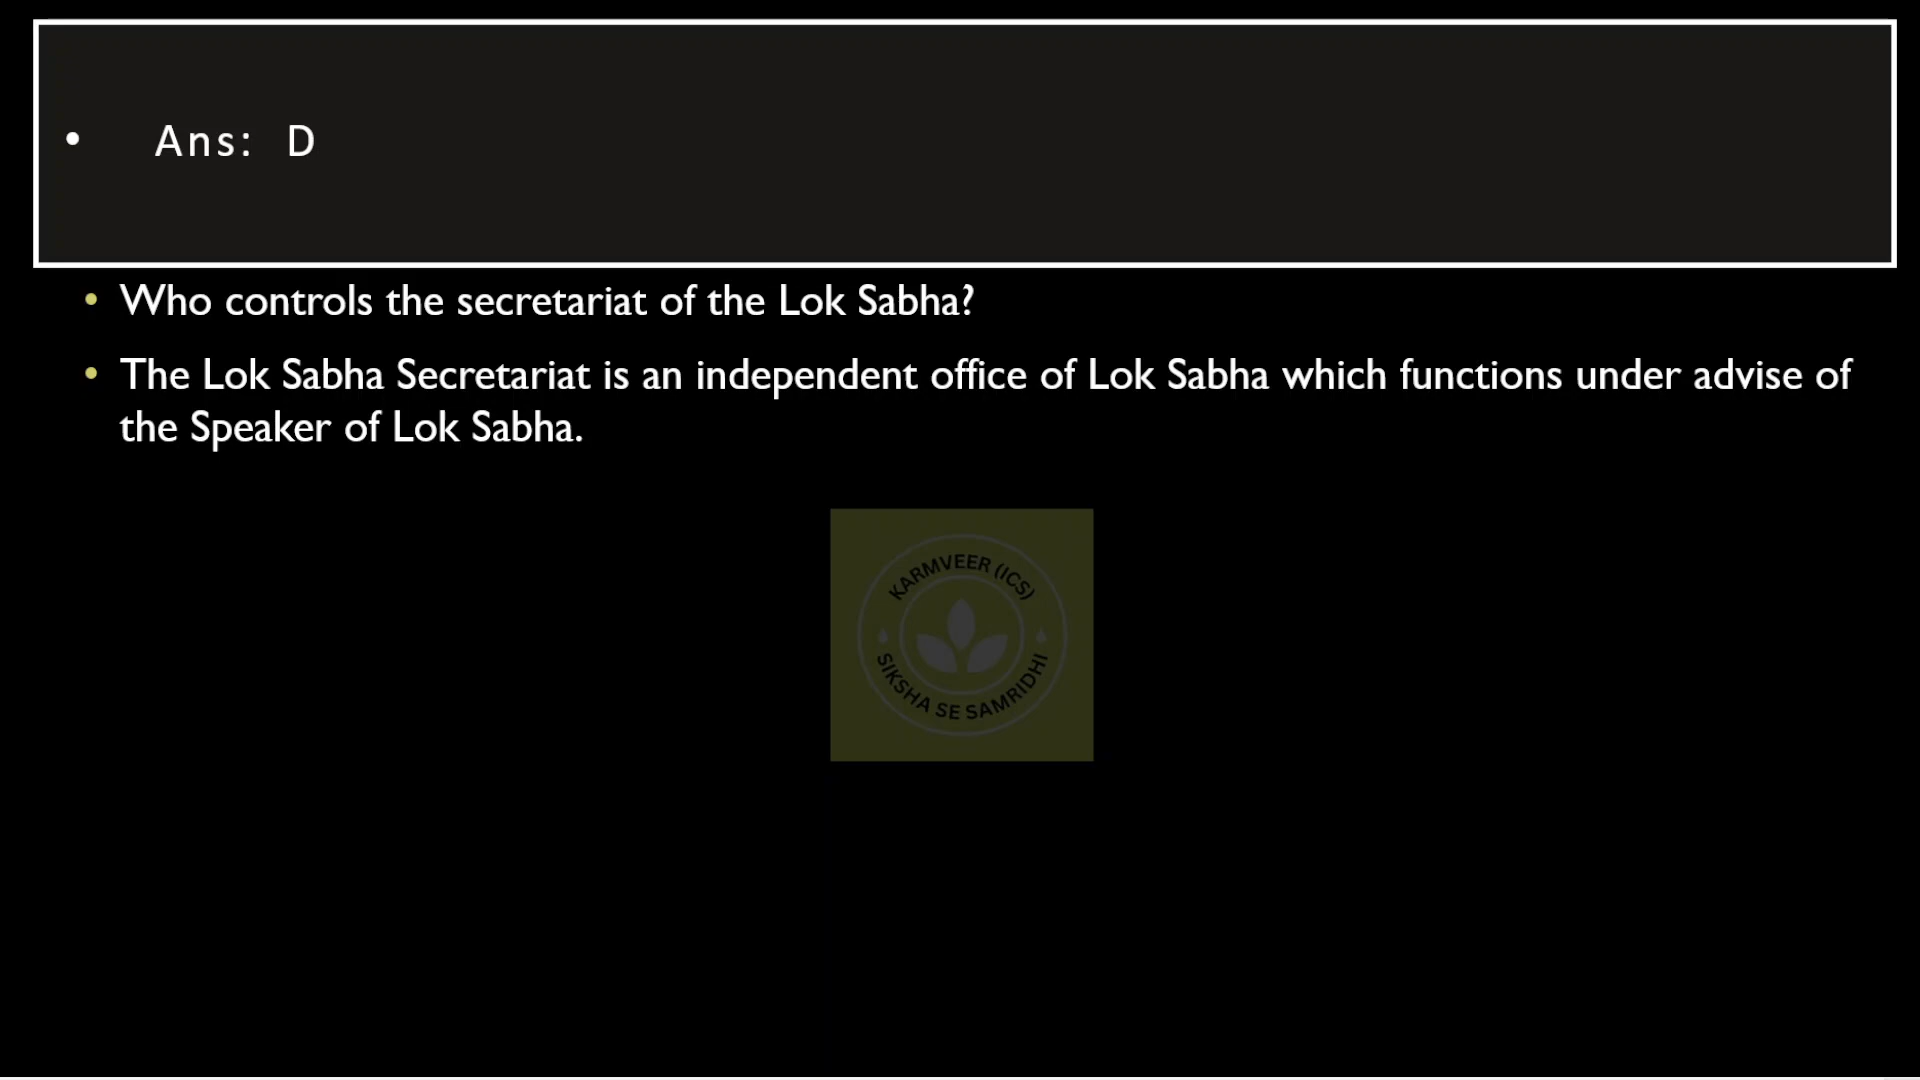 • Ans: D
• Who controls the secretariat of the Lok Sabha?
• The Lok Sabha Secretariat is an independent office of Lok Sabha which functions under advise of
the Speaker of Lok Sabha.
KARMVEER (ICS)
SIKSHA SE SAMRIDHI